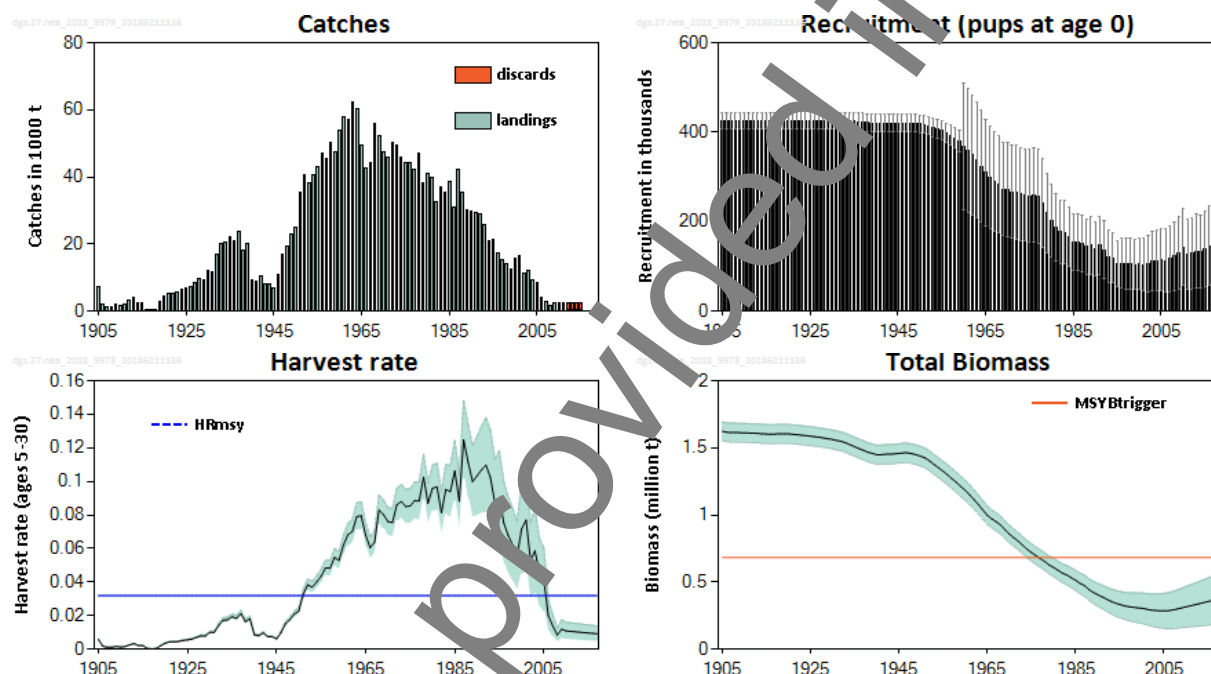 dgs.27.nea_2018_9979_20186211136
Catches
Catches in 1000 t
80
60
40
20
0
discards
landings
1905 1925 1945 1965 1985 2005
Recruitment (pups at age 0)
Recruitment in thousands
600
400
200
0
1925 1945 1965 1985 2005
dgs.27.nea_2018_9979_20186211136
Harvest rate
Harvest rate (ages 5-30)
0.16
0.14
0.12
0.1
0.08
0.06
0.04
0.02
0
HRmsy
1905 1925 1945 1965 1985 2005
dgs.27.nea_2018_9979_20186211136
Total Biomass
Biomass (million t)
2
1.5
1
0.5
0
MSYBtrigger
1905 1925 1945 1965 1985 2005
provided in